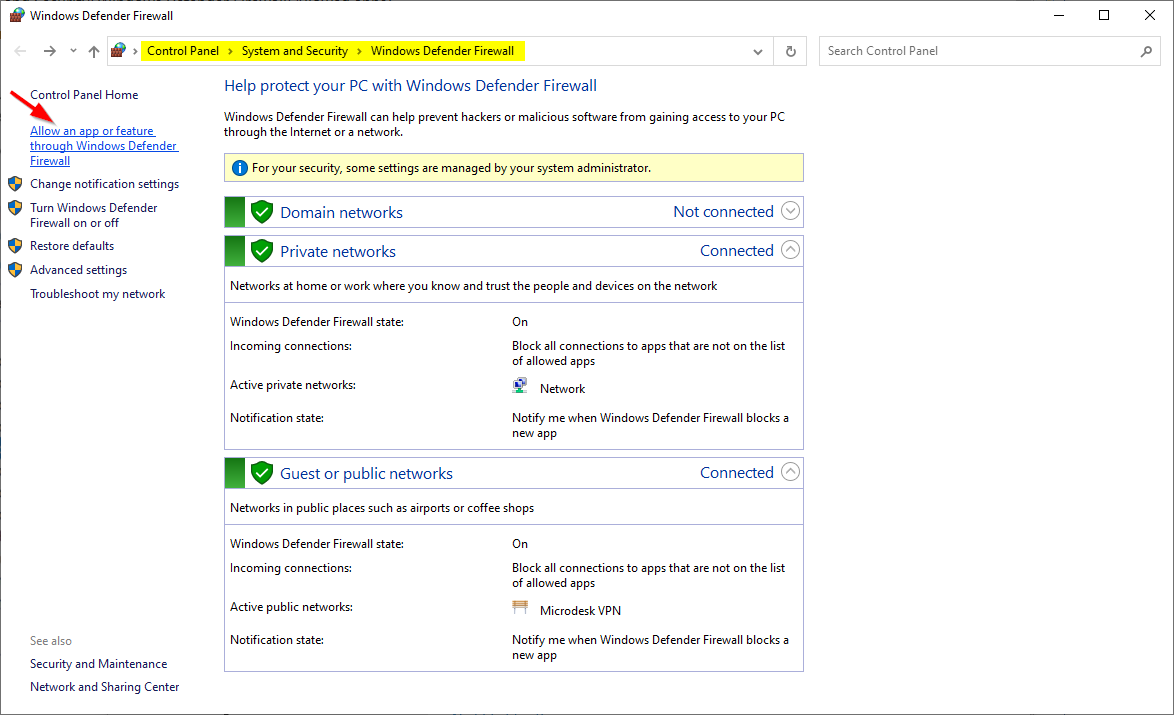 Windows Defender Firewall
Control Panel > System and Security > Windows Defender Firewall
Search Control Panel
Control Panel Home
Allow an app or feature
through Windows Defender
Firewall
Change notification settings
Turn Windows Defender
Firewall on or off
Restore defaults
Advanced settings
Troubleshoot my network
See also
Security and Maintenance
Network and Sharing Center
Help protect your PC with Windows Defender Firewall
Windows Defender Firewall can help prevent hackers or malicious software from gaining access to your PC
through the Internet or a network.
For your security, some settings are managed by your system administrator.
Domain networks Not connected
Private networks Connected
Networks at home or work where you know and trust the people and devices on the network
Windows Defender Firewall state: On
Incoming connections: Block all connections to apps that are not on the list
of allowed apps
Active private networks: Network
Notification state: Notify me when Windows Defender Firewall blocks a
new app
Guest or public networks Connected
Networks in public places such as airports or coffee shops
Windows Defender Firewall state: On
Incoming connections: Block all connections to apps that are not on the list
of allowed apps
Active public networks: Microdesk VPN
Notification state: Notify me when Windows Defender Firewall blocks a
new app